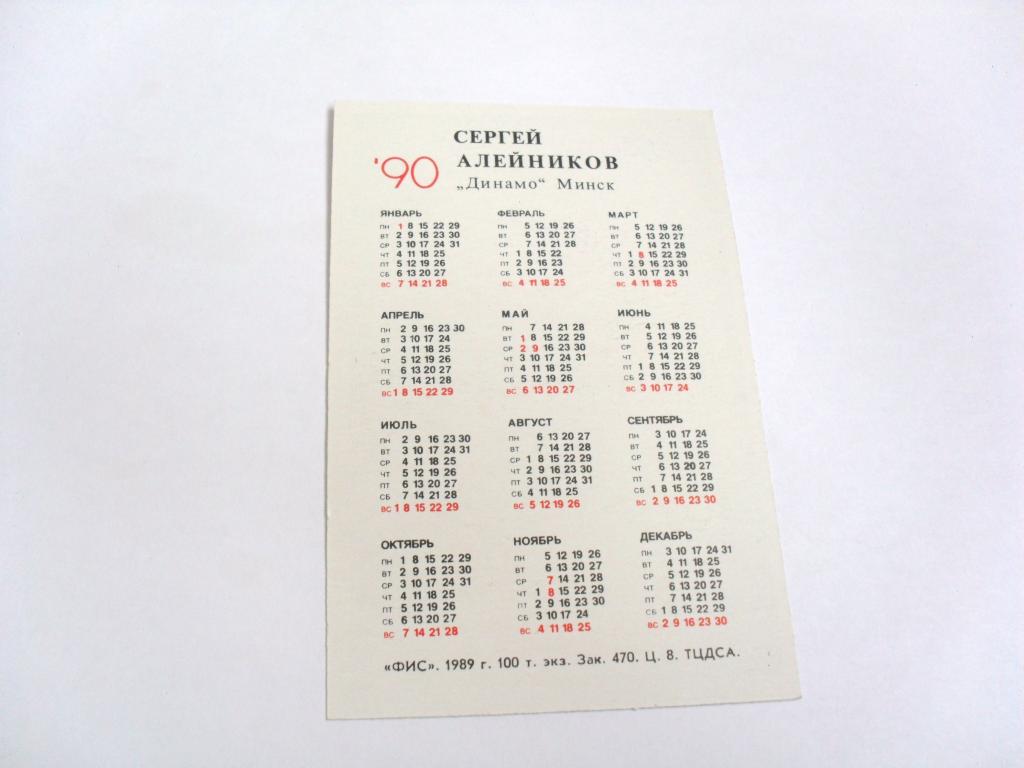 СЕРГЕЙ
'90 АЛЕЙНИКОВ
„Динамо“ Минск
ЯНВАРЬ
ПН 1 8 15 22 29
ВТ 2 9 16 23 30
СР 3 10 17 24 31
ЧТ 4 11 18 25
ПТ 5 12 19 26
СБ 6 13 20 27
ВС 7 14 21 28
ФЕВРАЛЬ
ПН 5 12 19 26
ВТ 6 13 20 27
СР 7 14 21 28
ЧТ 1 8 15 22
ПТ 2 9 16 23
СБ 3 10 17 24
ВС 4 11 18 25
МАРТ
ПН 5 12 19 26
ВТ 6 13 20 27
СР 7 14 21 28
ЧТ 1 8 15 22 29
ПТ 2 9 16 23 30
СБ 3 10 17 24 31
ВС 4 11 18 25
АПРЕЛЬ
ПН 2 9 16 23 30
ВТ 3 10 17 24
СР 4 11 18 25
ЧТ 5 12 19 26
ПТ 6 13 20 27
СБ 7 14 21 28
ВС 1 8 15 22 29
МАЙ
ПН 7 14 21 28
ВТ 1 8 15 22 29
СР 2 9 16 23 30
ЧТ 3 10 17 24 31
ПТ 4 11 18 25
СБ 5 12 19 26
ВС 6 13 20 27
ИЮНЬ
ПН 4 11 18 25
ВТ 5 12 19 26
СР 6 13 20 27
ЧТ 7 14 21 28
ПТ 1 8 15 22 29
СБ 2 9 16 23 30
ВС 3 10 17 24
ИЮЛЬ
ПН 2 9 16 23 30
ВТ 3 10 17 24 31
СР 4 11 18 25
ЧТ 5 12 19 26
ПТ 6 13 20 27
СБ 7 14 21 28
ВС 1 8 15 22 29
АВГУСТ
ПН 6 13 20 27
ВТ 7 14 21 28
СР 1 8 15 22 29
ЧТ 2 9 16 23 30
ПТ 3 10 17 24 31
СБ 4 11 18 25
ВС 5 12 19 26
СЕНТЯБРЬ
ПН 3 10 17 24
ВТ 4 11 18 25
СР 5 12 19 26
ЧТ 6 13 20 27
ПТ 7 14 21 28
СБ 1 8 15 22 29
ВС 2 9 16 23 30
ОКТЯБРЬ
ПН 1 8 15 22 29
ВТ 2 9 16 23 30
СР 3 10 17 24 31
ЧТ 4 11 18 25
ПТ 5 12 19 26
СБ 6 13 20 27
ВС 7 14 21 28
НОЯБРЬ
ПН 5 12 19 26
ВТ 6 13 20 27
СР 7 14 21 28
ЧТ 1 8 15 22 29
ПТ 2 9 16 23 30
СБ 3 10 17 24
ВС 4 11 18 25
ДЕКАБРЬ
ПН 3 10 17 24 31
ВТ 4 11 18 25
СР 5 12 19 26
ЧТ 6 13 20 27
ПТ 7 14 21 28
СБ 1 8 15 22 29
ВС 2 9 16 23 30
«ФИС». 1989 г. 100 т. экз. Зак. 470. Ц. 8. ТЦДСА.